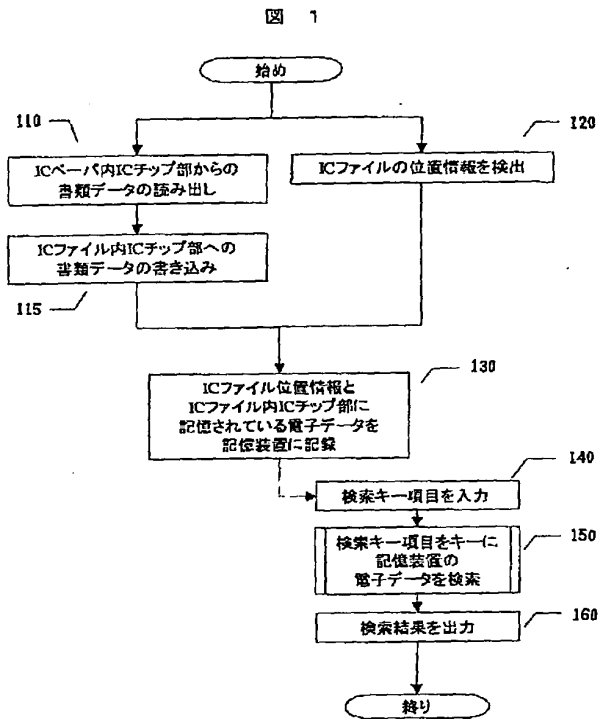 図 1
始め
110
ICペーパ内ICチップ部からの
書類データの読み出し
120
ICファイルの位置情報を検出
ICファイル内ICチップ部への
書類データの書き込み
115
130
ICファイル位置情報と
ICファイル内ICチップ部に
記憶されている電子データを
記憶装置に記録
140
検索キー項目を入力
150
検索キー項目をキーに
記憶装置の
電子データを検索
160
検索結果を出力
終り